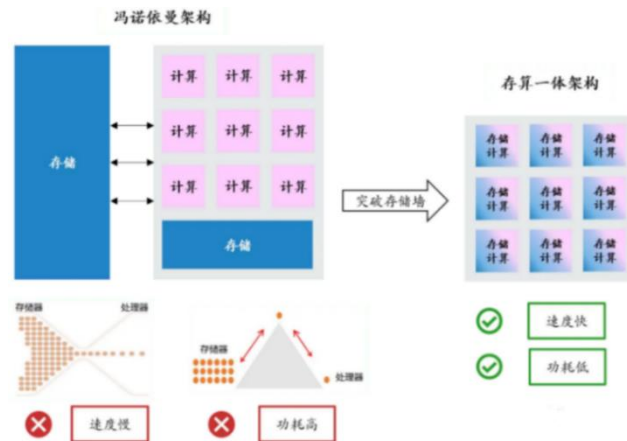 冯诺依曼架构
存储
计算 计算 计算
计算 计算 计算
计算 计算 计算
存储
突破存储墙
存算一体架构
存储 存储 存储
计算 计算 计算
存储 存储 存储
计算 计算 计算
存储 存储 存储
计算 计算 计算
存储器 处理器
速度慢
存储器
处理器
功耗高
速度快
功耗低